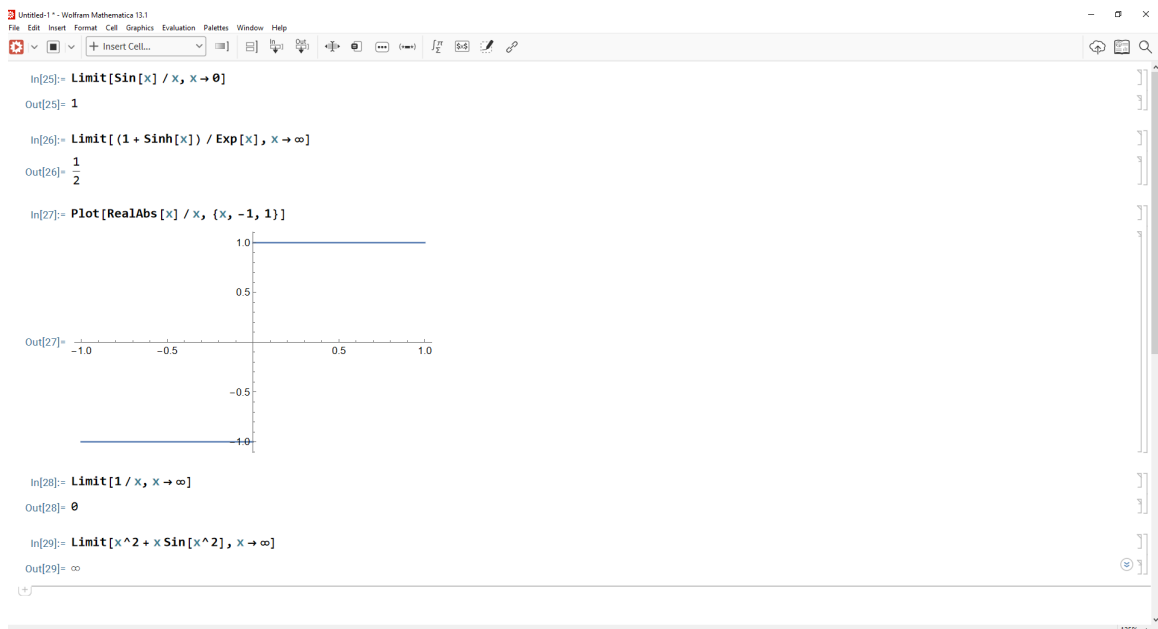 Untitled-1 * - Wolfram Mathematica 13.1
File Edit Insert Format Cell Graphics Evaluation Palettes Window Help
Insert Cell...
In[25]:= Limit[Sin[x] / x, x → 0]
Out[25]= 1
In[26]:= Limit[(1 + Sinh[x]) / Exp[x], x → ∞]
Out[26]= 1/2
In[27]:= Plot[RealAbs[x] / x, {x, -1, 1}]
1.0
0.5
Out[27]=
-1.0 -0.5 0.5 1.0
-0.5
-1.0
In[28]:= Limit[1 / x, x → ∞]
Out[28]= 0
In[29]:= Limit[x^2 + x Sin[x^2], x → ∞]
Out[29]= ∞